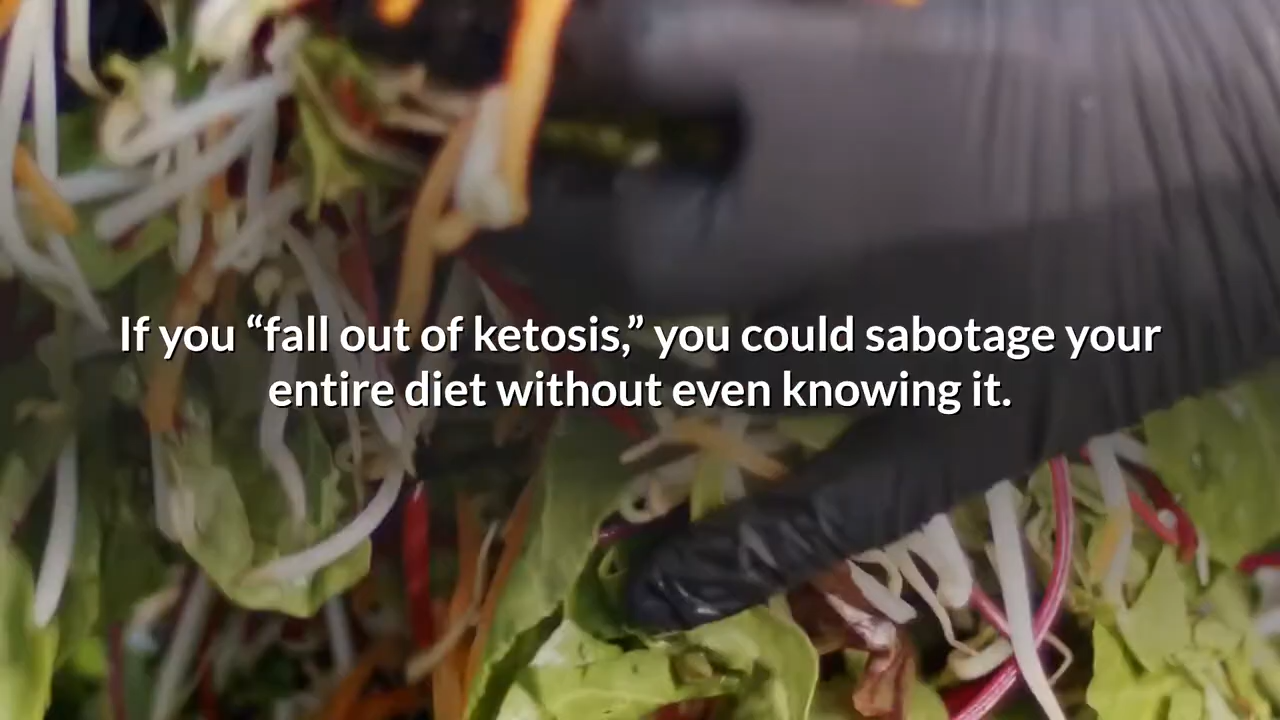 If you “fall out of ketosis,” you could sabotage your
entire diet without even knowing it.